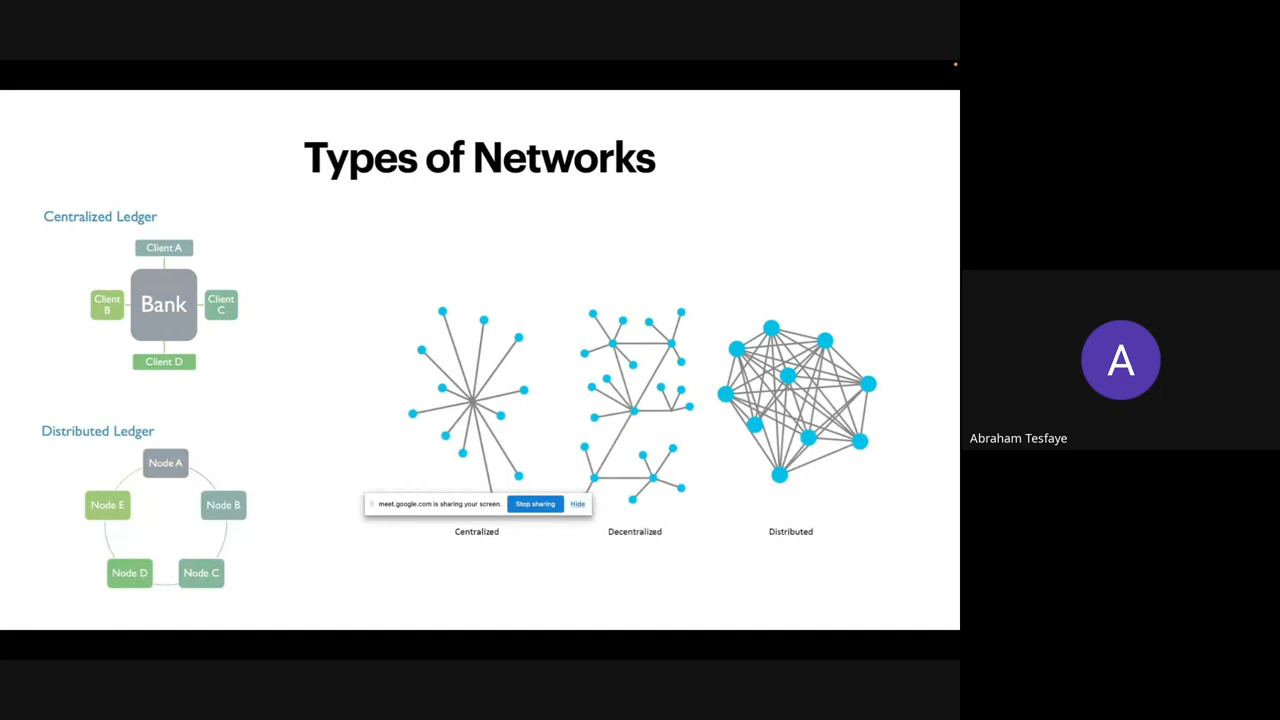 Types of Networks
Centralized Ledger
Client A
Client
B
Bank
Client
C
Client D
Distributed Ledger
Node A
Node E
Node B
Node D
Node C
meet.google.com is sharing your screen.
Stop sharing
Hide
Centralized
Decentralized
Distributed
A
Abraham Tesfaye